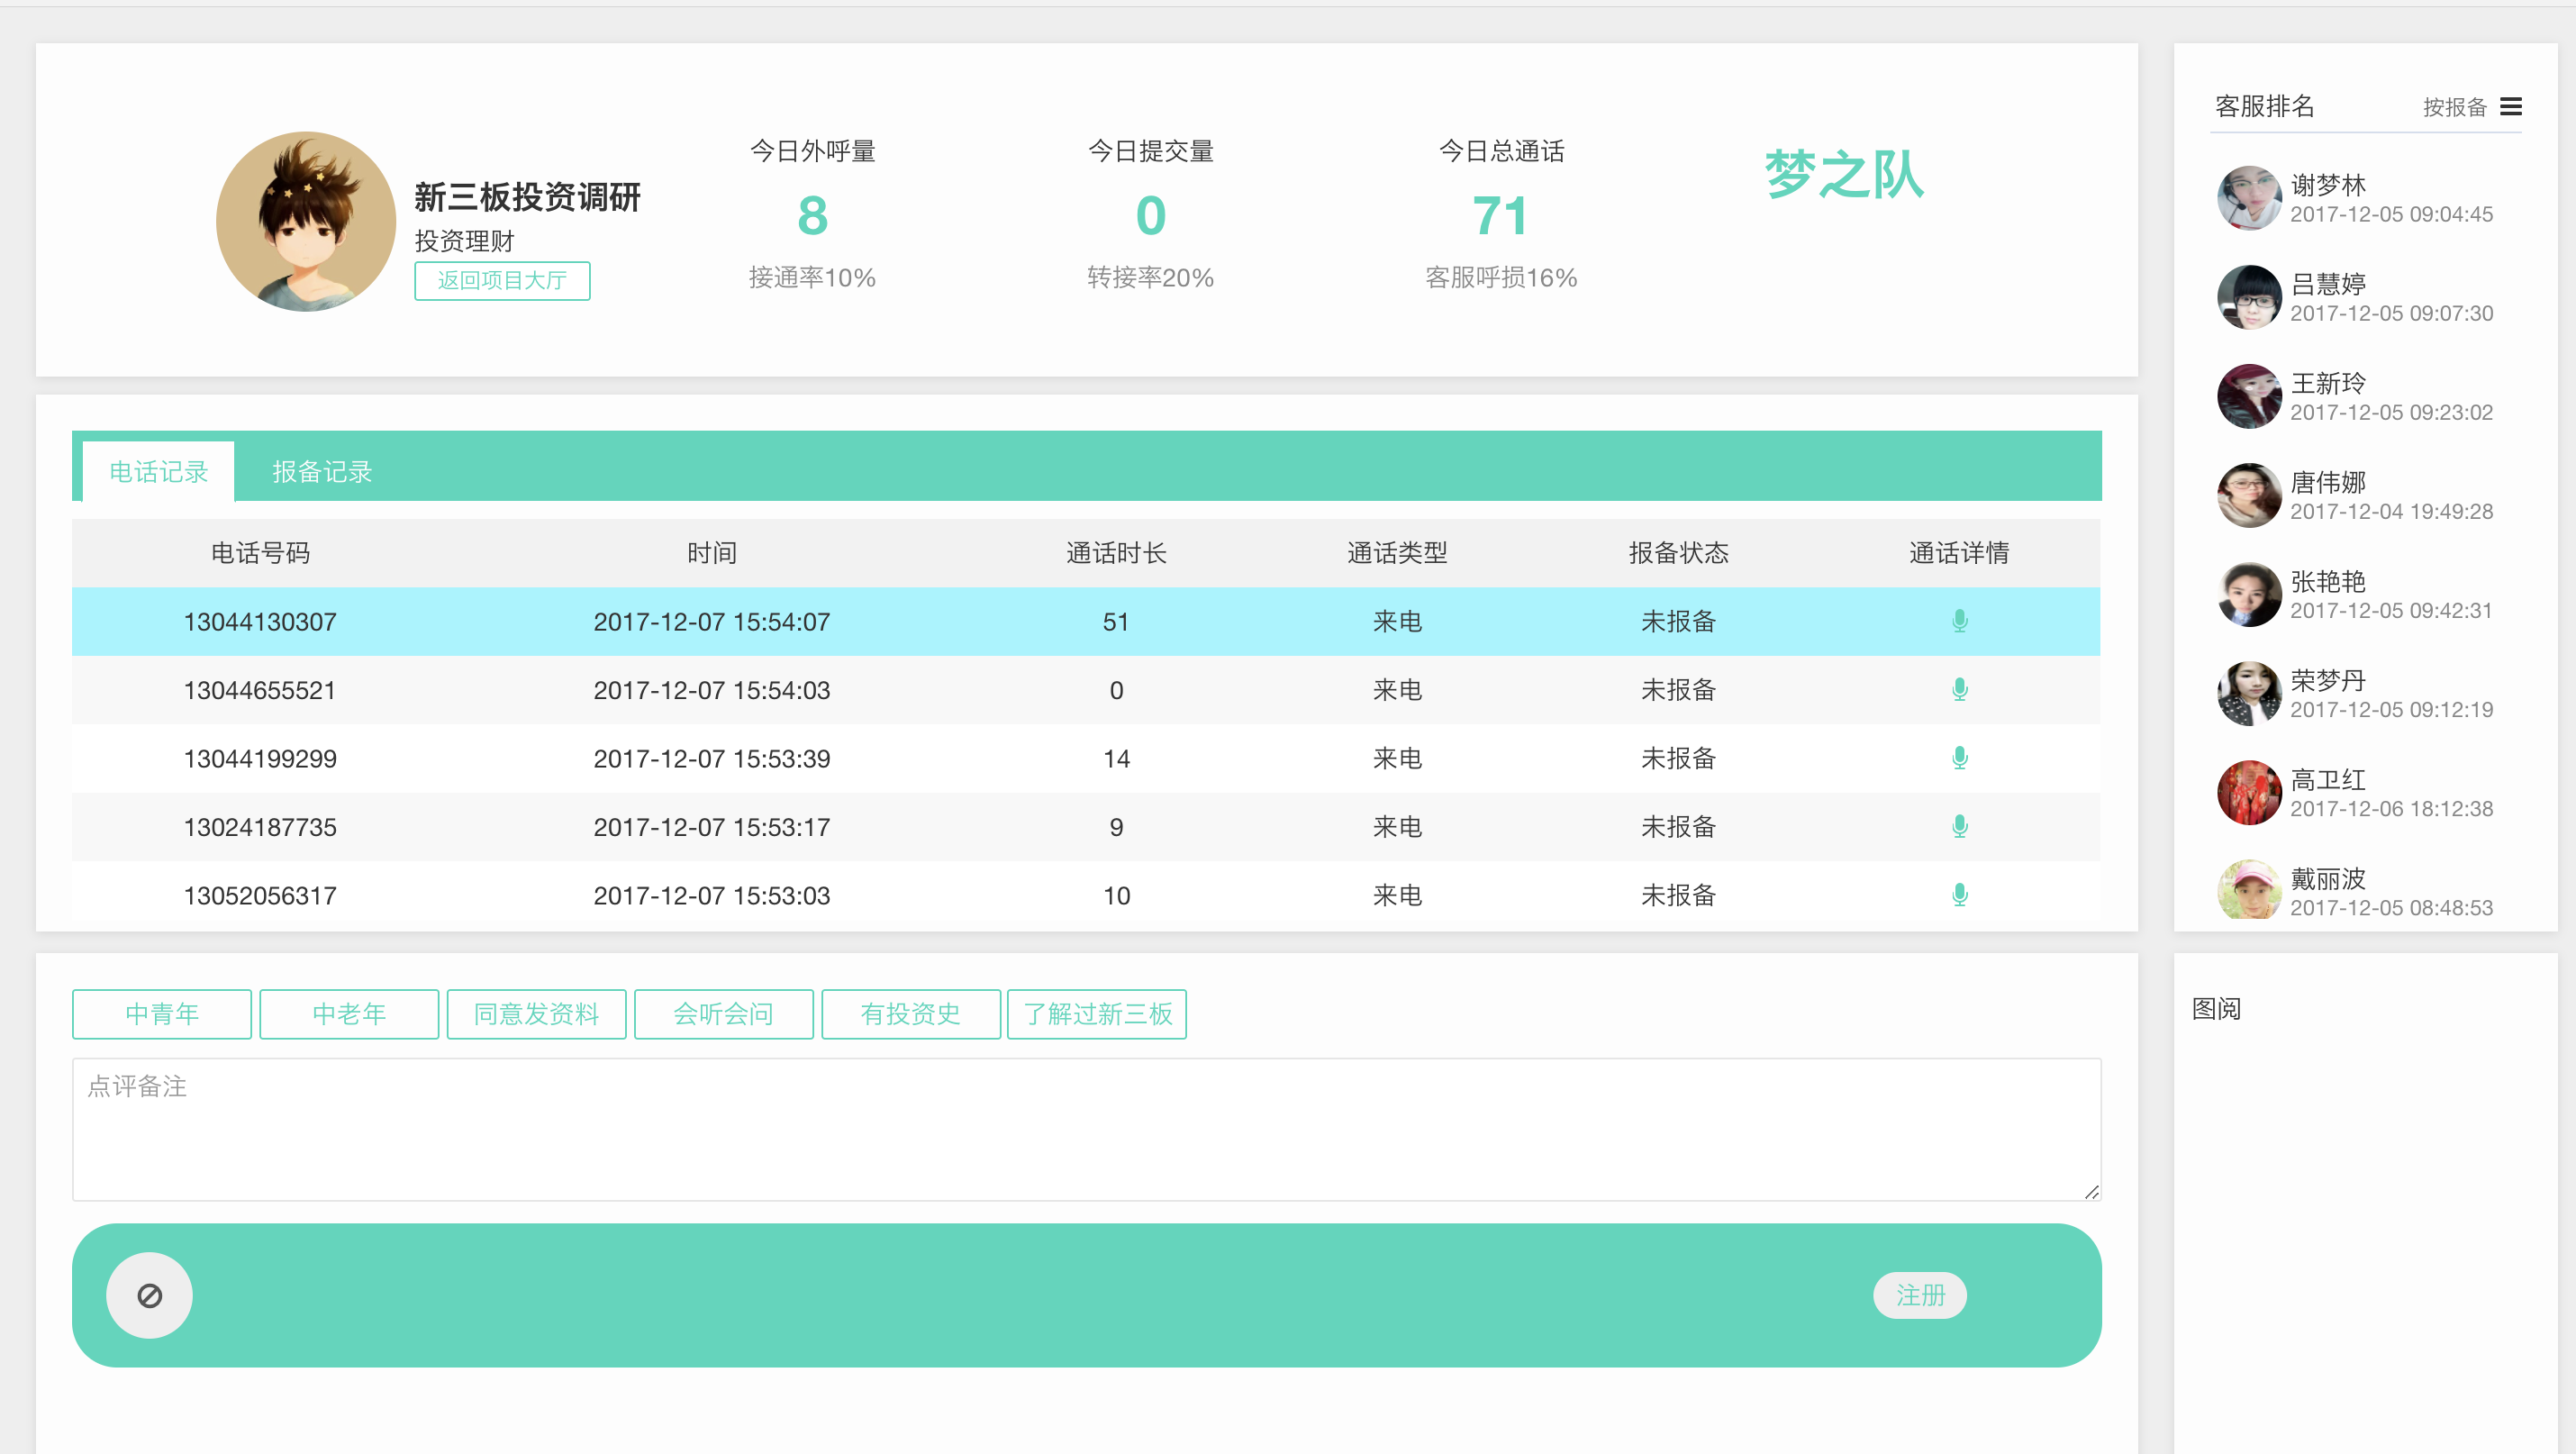 新三板投资调研
投资理财
返回项目大厅
今日外呼量
8
接通率10%
今日提交量
0
转接率20%
今日总通话
71
客服呼损16%
梦之队
电话记录 报备记录
电话号码 时间 通话时长 通话类型 报备状态 通话详情
13044130307 2017-12-07 15:54:07 51 来电 未报备
13044655521 2017-12-07 15:54:03 0 来电 未报备
13044199299 2017-12-07 15:53:39 14 来电 未报备
13024187735 2017-12-07 15:53:17 9 来电 未报备
13052056317 2017-12-07 15:53:03 10 来电 未报备
中青年 中老年 同意发资料 会听会问 有投资史 了解过新三板
点评备注
注册
客服排名 按报备
谢梦林
2017-12-05 09:04:45
吕慧婷
2017-12-05 09:07:30
王新玲
2017-12-05 09:23:02
唐伟娜
2017-12-04 19:49:28
张艳艳
2017-12-05 09:42:31
荣梦丹
2017-12-05 09:12:19
高卫红
2017-12-06 18:12:38
戴丽波
2017-12-05 08:48:53
图阅